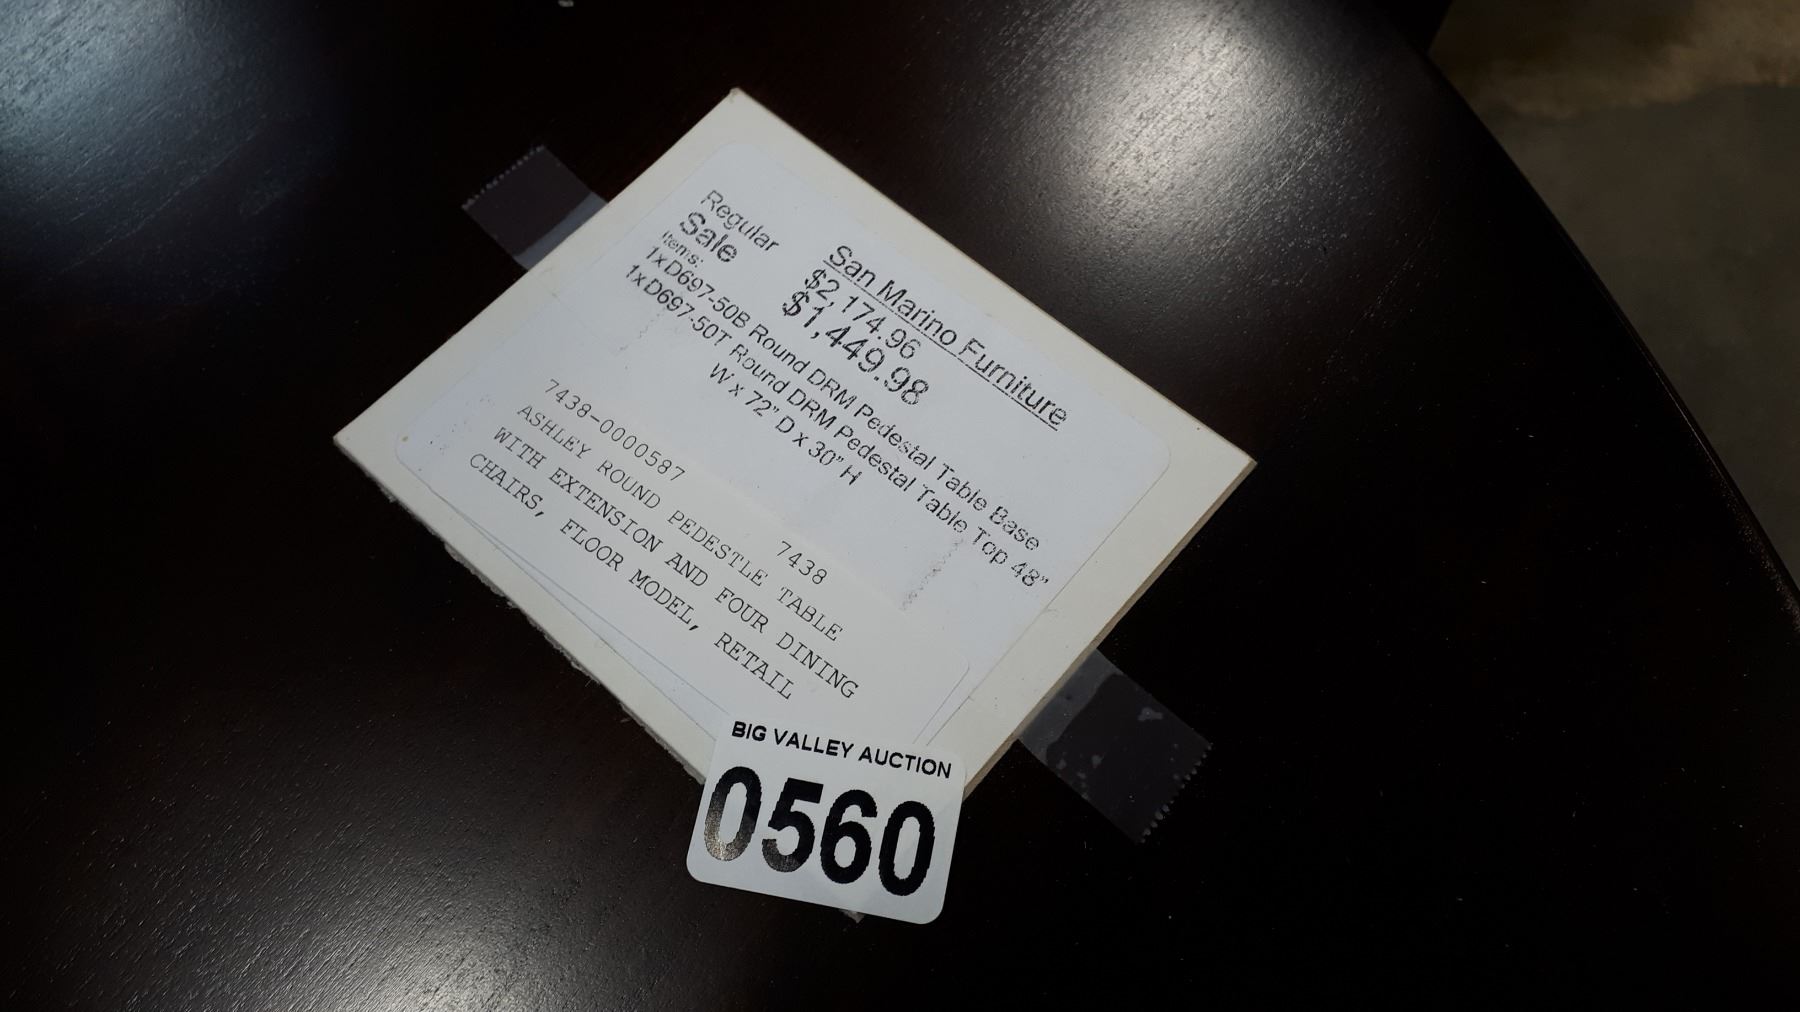 San Marino Furniture
Regular $2,174.96
Sale $1,449.98
Items:
1xD697-50B Round DRM Pedestal Table Base
1xD697-50T Round DRM Pedestal Table Top 48"
W x 72" D x 30" H
7438-0000587 7438
ASHLEY ROUND PEDESTLE TABLE
WITH EXTENSION AND FOUR DINING
CHAIRS, FLOOR MODEL, RETAIL
BIG VALLEY AUCTION
0560